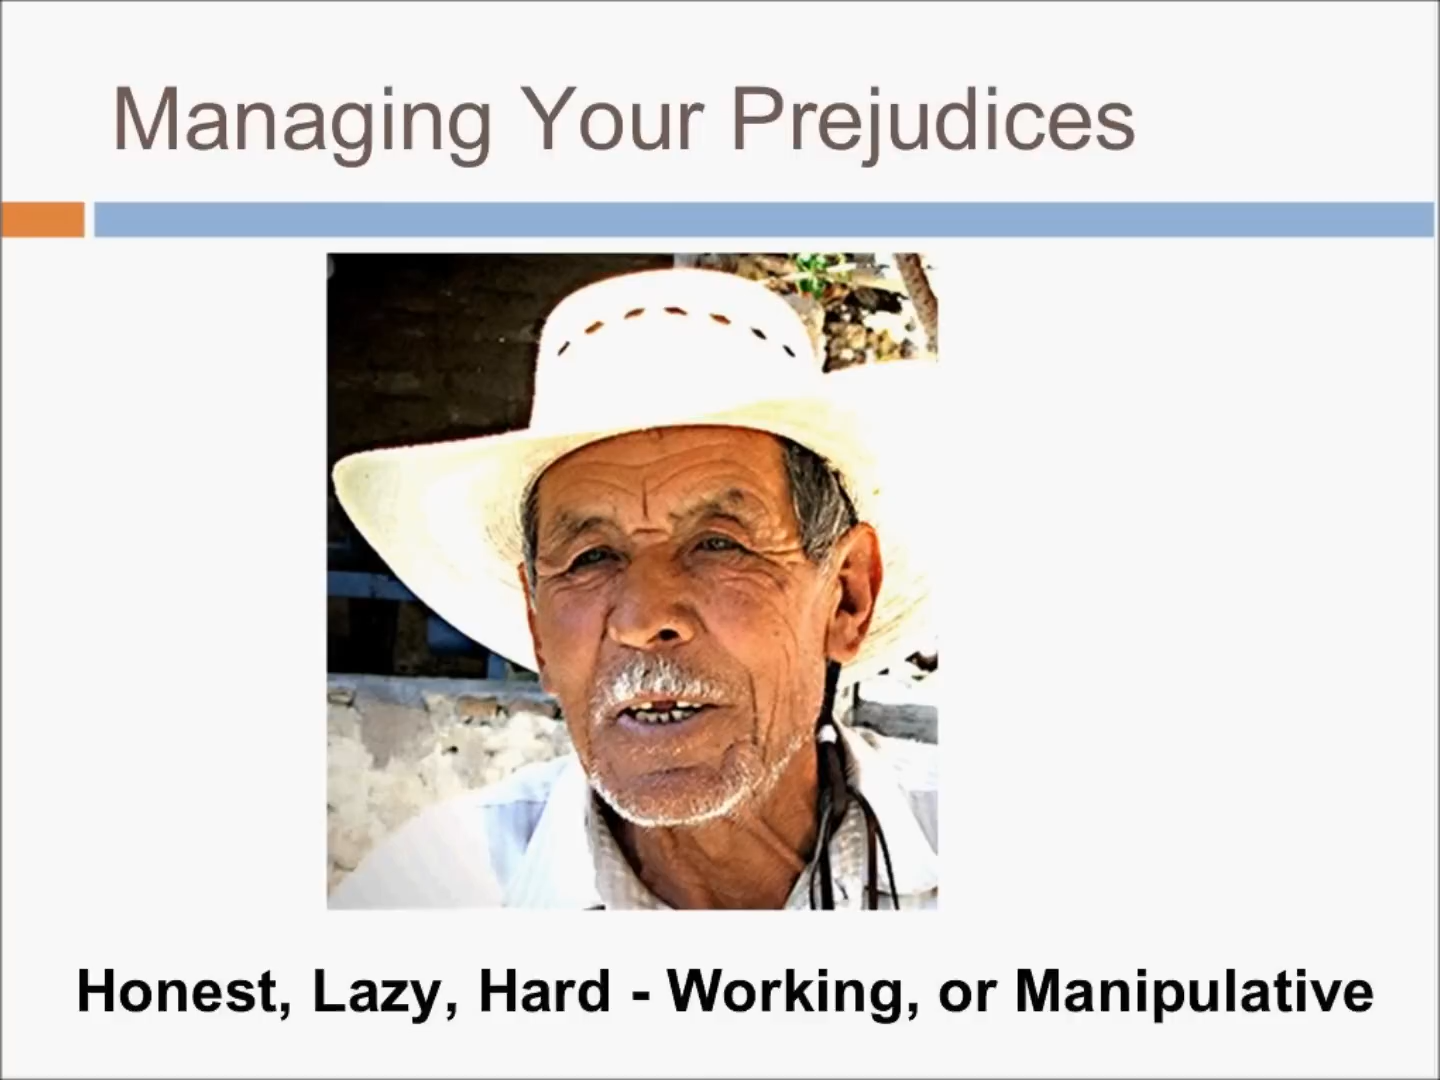 Managing Your Prejudices
Honest, Lazy, Hard - Working, or Manipulative